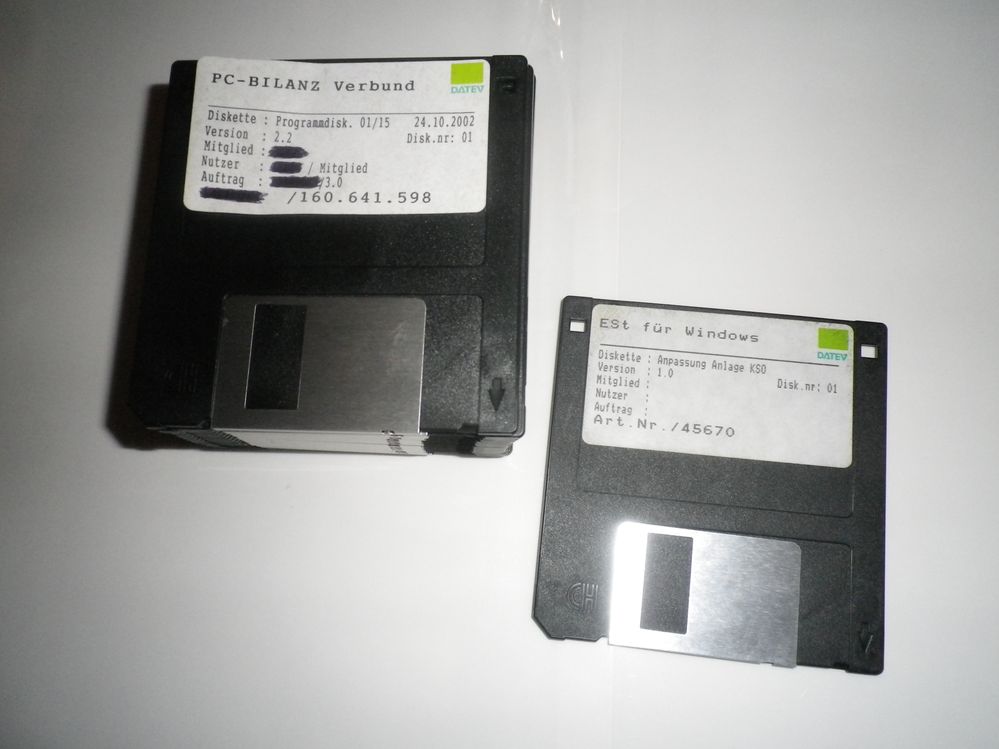 PC-BILANZ Verbund
DATEV
Diskette : Programmdisk. 01/15 24.10.2002
Version : 2.2 Disk.nr: 01
Mitglied :
Nutzer : / Mitglied
Auftrag : /3.0
/160.641.598
ESt für Windows
DATEV
Diskette : Anpassung Anlage KSO
Version : 1.0 Disk.nr: 01
Mitglied :
Nutzer :
Auftrag :
Art.Nr./45670
CH